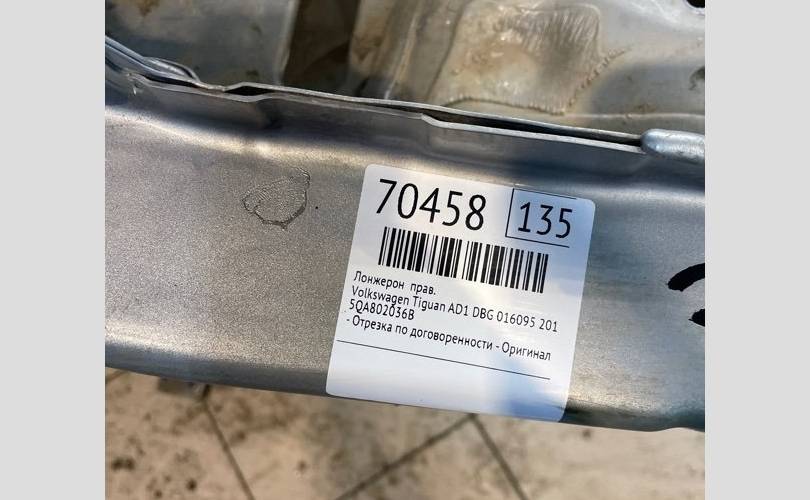 70458 135
Лонжерон прав.
Volkswagen Tiguan AD1 DBG 016095 201
5QA802036B
- Отрезка по договоренности - Оригинал